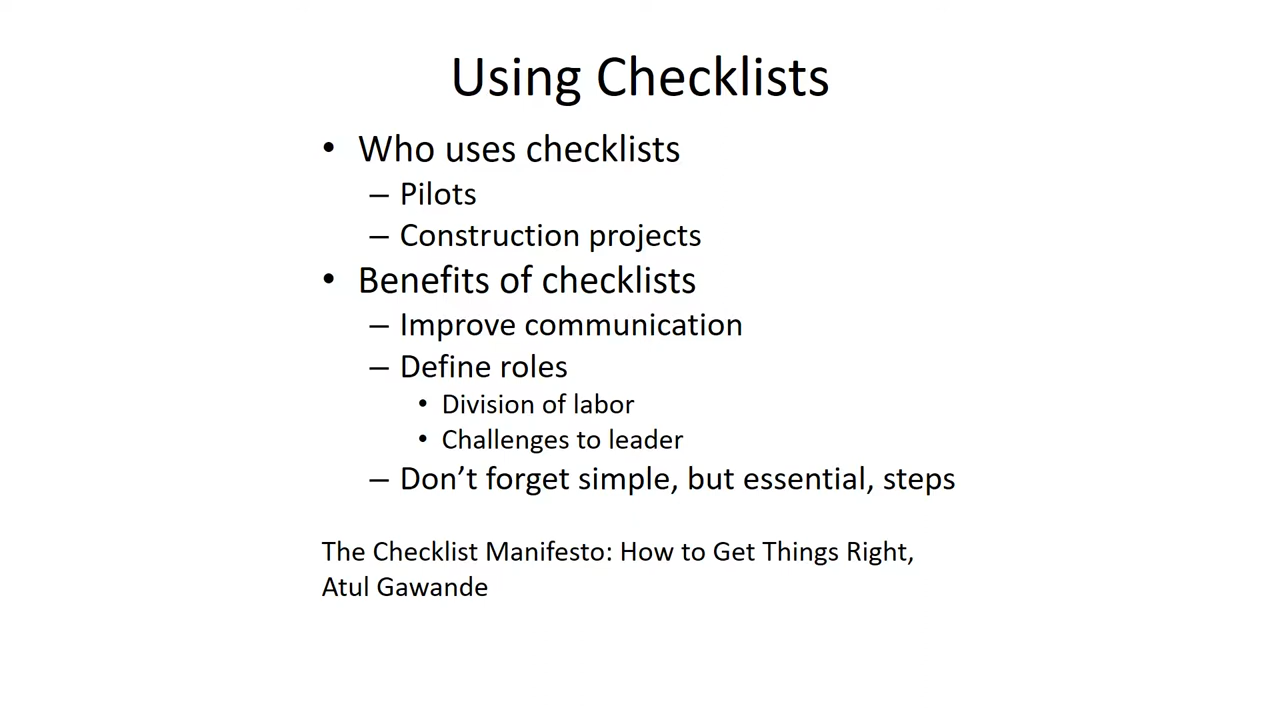 Using Checklists
• Who uses checklists
– Pilots
– Construction projects
• Benefits of checklists
– Improve communication
– Define roles
• Division of labor
• Challenges to leader
– Don’t forget simple, but essential, steps
The Checklist Manifesto: How to Get Things Right,
Atul Gawande